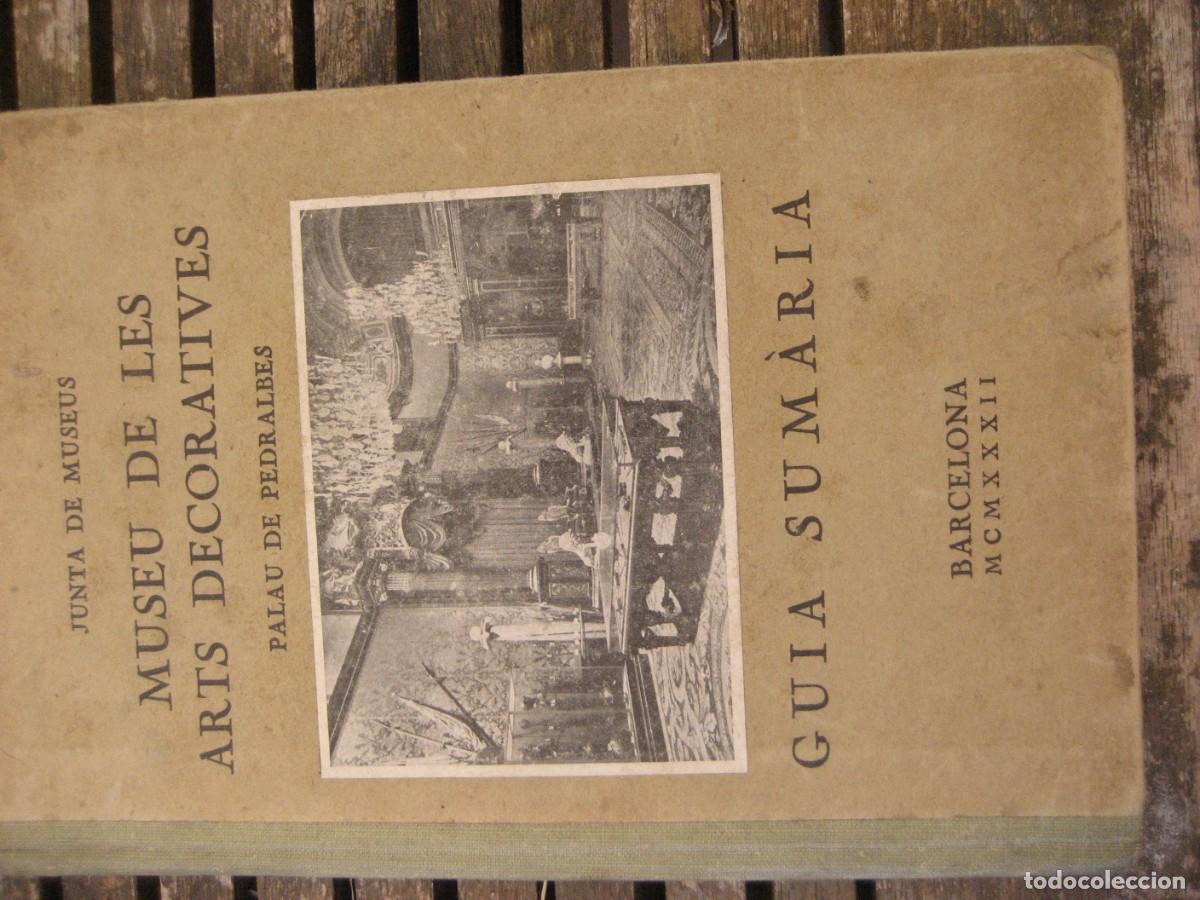 JUNTA DE MUSEUS
MUSEU DE LES
ARTS DECORATIVES
PALAU DE PEDRALBES
GUIA SUMÀRIA
BARCELONA
MCMXXXII
todocoleccion